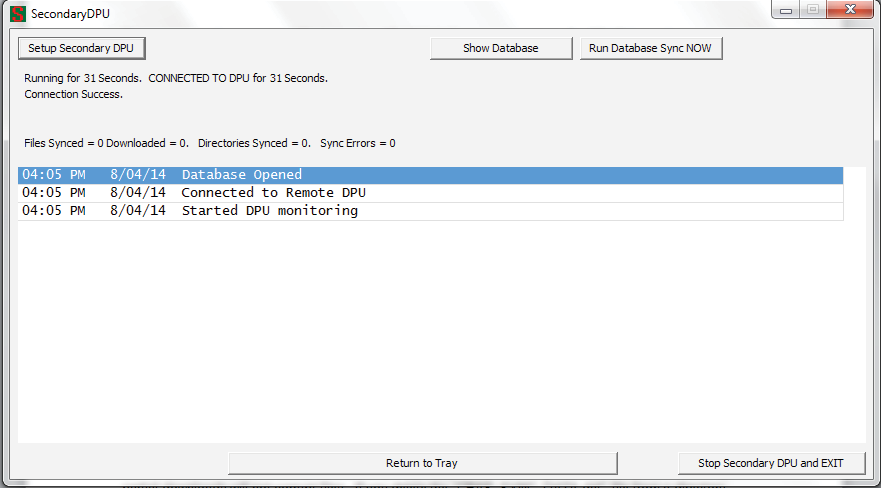 SecondaryDPU
Setup Secondary DPU
Show Database
Run Database Sync NOW
Running for 31 Seconds. CONNECTED TO DPU for 31 Seconds.
Connection Success.
Files Synced = 0 Downloaded = 0. Directories Synced = 0. Sync Errors = 0
04:05 PM 8/04/14 Database Opened
04:05 PM 8/04/14 Connected to Remote DPU
04:05 PM 8/04/14 Started DPU monitoring
Return to Tray
Stop Secondary DPU and EXIT